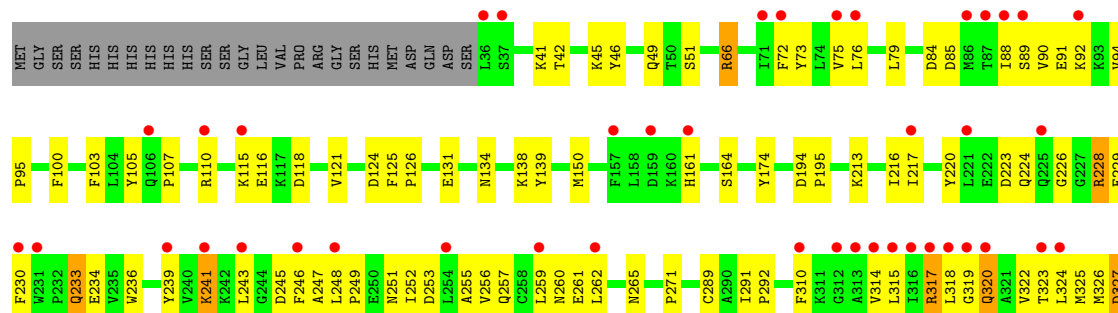 MET GLY SER SER HIS HIS HIS HIS HIS HIS SER SER GLY LEU VAL PRO ARG GLY SER HIS MET ASP GLN ASP SER L36 S37 K41 T42 K45 Y46 Q49 T50 S51 R66 I71 F72 Y73 L74 V75 L76 L79 D84 D85 M86 T87 I88 S89 V90 E91 K92 K93 V94
P95 F100 F103 L104 Y105 Q106 P107 R110 K115 E116 K117 D118 V121 D124 F125 P126 E131 N134 K138 Y139 M150 F157 L158 D159 K160 H161 S164 Y174 D194 P195 K213 I216 I217 Y220 L221 E222 D223 Q224 Q225 G226 G227 R228 E229
F230 W231 P232 Q233 E234 V235 W236 Y239 V240 K241 K242 L243 G244 D245 F246 A247 L248 P249 E250 N251 I252 D253 L254 A255 V256 Q257 C258 L259 N260 E261 L262 N265 P271 C289 A290 I291 P292 F310 K311 G312 A313 V314 L315 I316 R317 L318 G319 Q320 A321 V322 T323 L324 M325 M326 D327